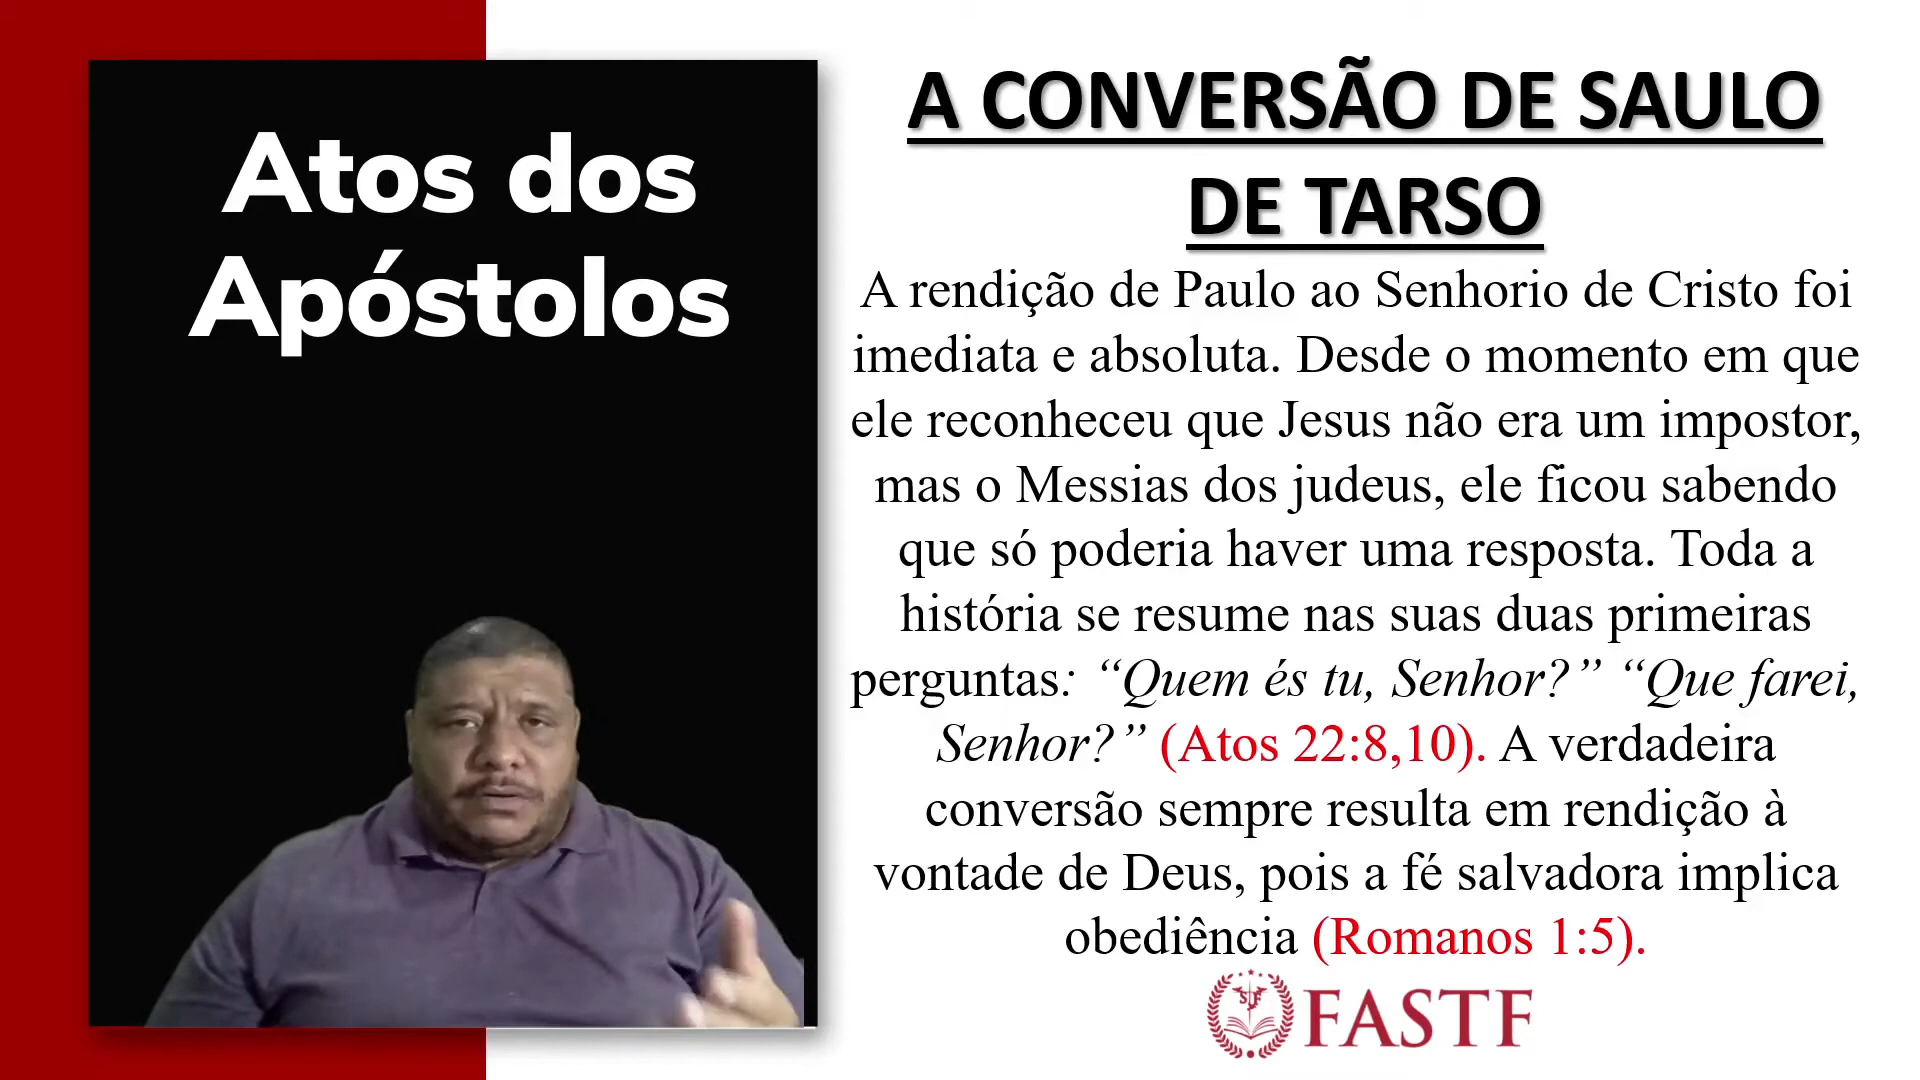 Atos dos
Apóstolos
A CONVERSÃO DE SAULO
DE TARSO
A rendição de Paulo ao Senhorio de Cristo foi
imediata e absoluta. Desde o momento em que
ele reconheceu que Jesus não era um impostor,
mas o Messias dos judeus, ele ficou sabendo
que só poderia haver uma resposta. Toda a
história se resume nas suas duas primeiras
perguntas: “Quem és tu, Senhor?” “Que farei,
Senhor?” (Atos 22:8,10). A verdadeira
conversão sempre resulta em rendição à
vontade de Deus, pois a fé salvadora implica
obediência (Romanos 1:5).
FASTF